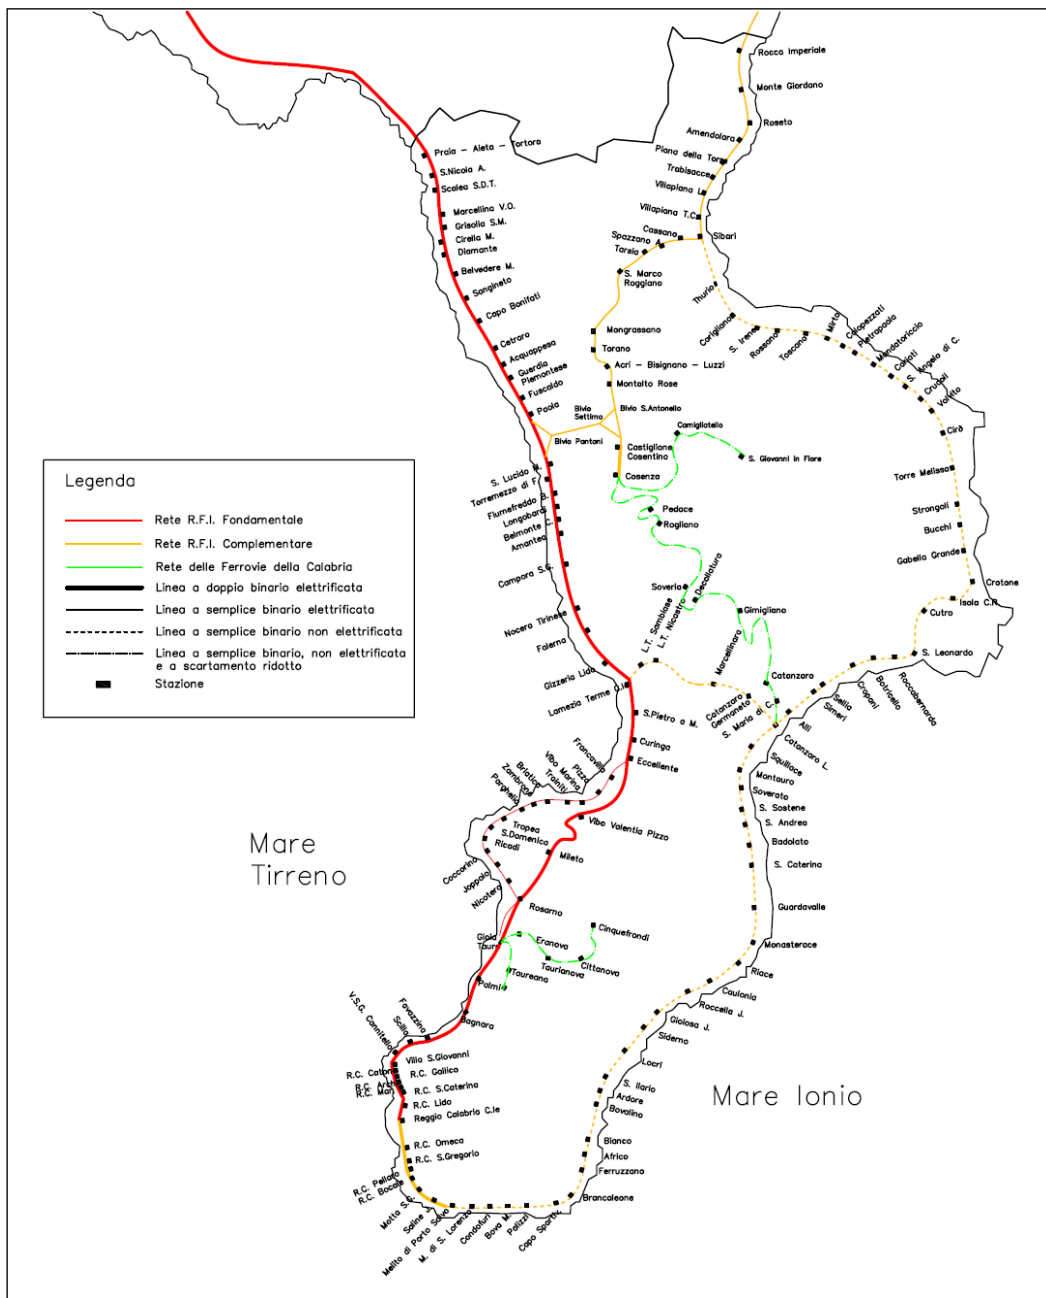 Rocca Imperiale
Monte Giordano
Roseto
Amendolara
Piana della Torre
Trebisacce
Villapiana L.
Villapiana T.C.
Sibari
Cassano
Spazzano A.
Tarsia
S. Marco
Roggiano
Mongrassano
Torano
Acri - Bisignano - Luzzi
Montalto Rose
Bivio S.Antonello
Bivio
Settimo
Bivio Pantani
Castiglione
Cosentino
Cosenza
Camigliatello
S. Giovanni in Fiore
Pedace
Rogliano
Soveria
Decollatura
Gimigliano
Catanzaro
Praia - Aieta - Tortora
S.Nicola A.
Scalea S.D.T.
Marcellina V.O.
Grisolia S.M.
Cirella M.
Diamante
Belvedere M.
Sangineto
Capo Bonifati
Cetraro
Acquappesa
Guardia
Piemontese
Fuscaldo
Paola
S. Lucido M.
Torremezzo di F.
Fiumefreddo B.
Longobardi
Belmonte C.
Amantea
Campora S.G.
Nocera Tirinese
Falerna
Gizzeria Lido
Lamezia Terme C.le
L.T. Sambiase
L.T. Nicastro
Marcellinara
Catanzaro
Germaneto
S. Maria di C.
Thurio
Corigliano
S. Irene
Rossano
Toscano
Mirto
Calopezzati
Pietrapaola
Mandatoriccio
Cariati
S. Angelo di C.
Crucoli
Cirò
Torre Melissa
Strongoli
Bucchi
Gabella Grande
Crotone
Isola C.R.
Cutro
S. Leonardo
Roccabernarda
Botricello
Cropani
Sellia
Simeri
Alli
Catanzaro L.
Squillace
Montauro
Soverato
S. Sostene
S. Andrea
Badolato
S. Caterina
Guardavalle
Monasterace
Riace
Caulonia
Roccella J.
Gioiosa J.
Siderno
Locri
S. Ilario
Ardore
Bovalino
Bianco
Africo
Ferruzzano
Brancaleone
Capo Spartiv.
Palizzi
Bova M.
Condofuri
M. di S. Lorenzo
Melito di Porto Salvo
Saline J.
Motta S.G.
R.C. Bocale
R.C. Pellaro
R.C. S.Gregorio
R.C. Omeca
Reggio Calabria C.le
R.C. Lido
R.C. S.Caterina
R.C. Gallico
Villa S.Giovanni
V.S.G. Cannitello
Scilla
Favazzina
Bagnara
Palmi
Taureana
Gioia
Tauro
Eranova
Taurianova
Cittanova
Cinquefrondi
Rosarno
Nicotera
Joppolo
Coccorino
Ricadi
S.Domenica
Tropea
Parghelia
Zambrone
Briatico
Trainiti
Vibo Marina
Pizzo
Francavilla
Mileto
Vibo Valentia Pizzo
Eccellente
Curinga
S.Pietro a M.
Legenda
Rete R.F.I. Fondamentale
Rete R.F.I. Complementare
Rete delle Ferrovie della Calabria
Linea a doppio binario elettrificata
Linea a semplice binario elettrificata
Linea a semplice binario non elettrificata
Linea a semplice binario, non elettrificata
e a scartamento ridotto
Stazione
Mare
Tirreno
Mare Ionio